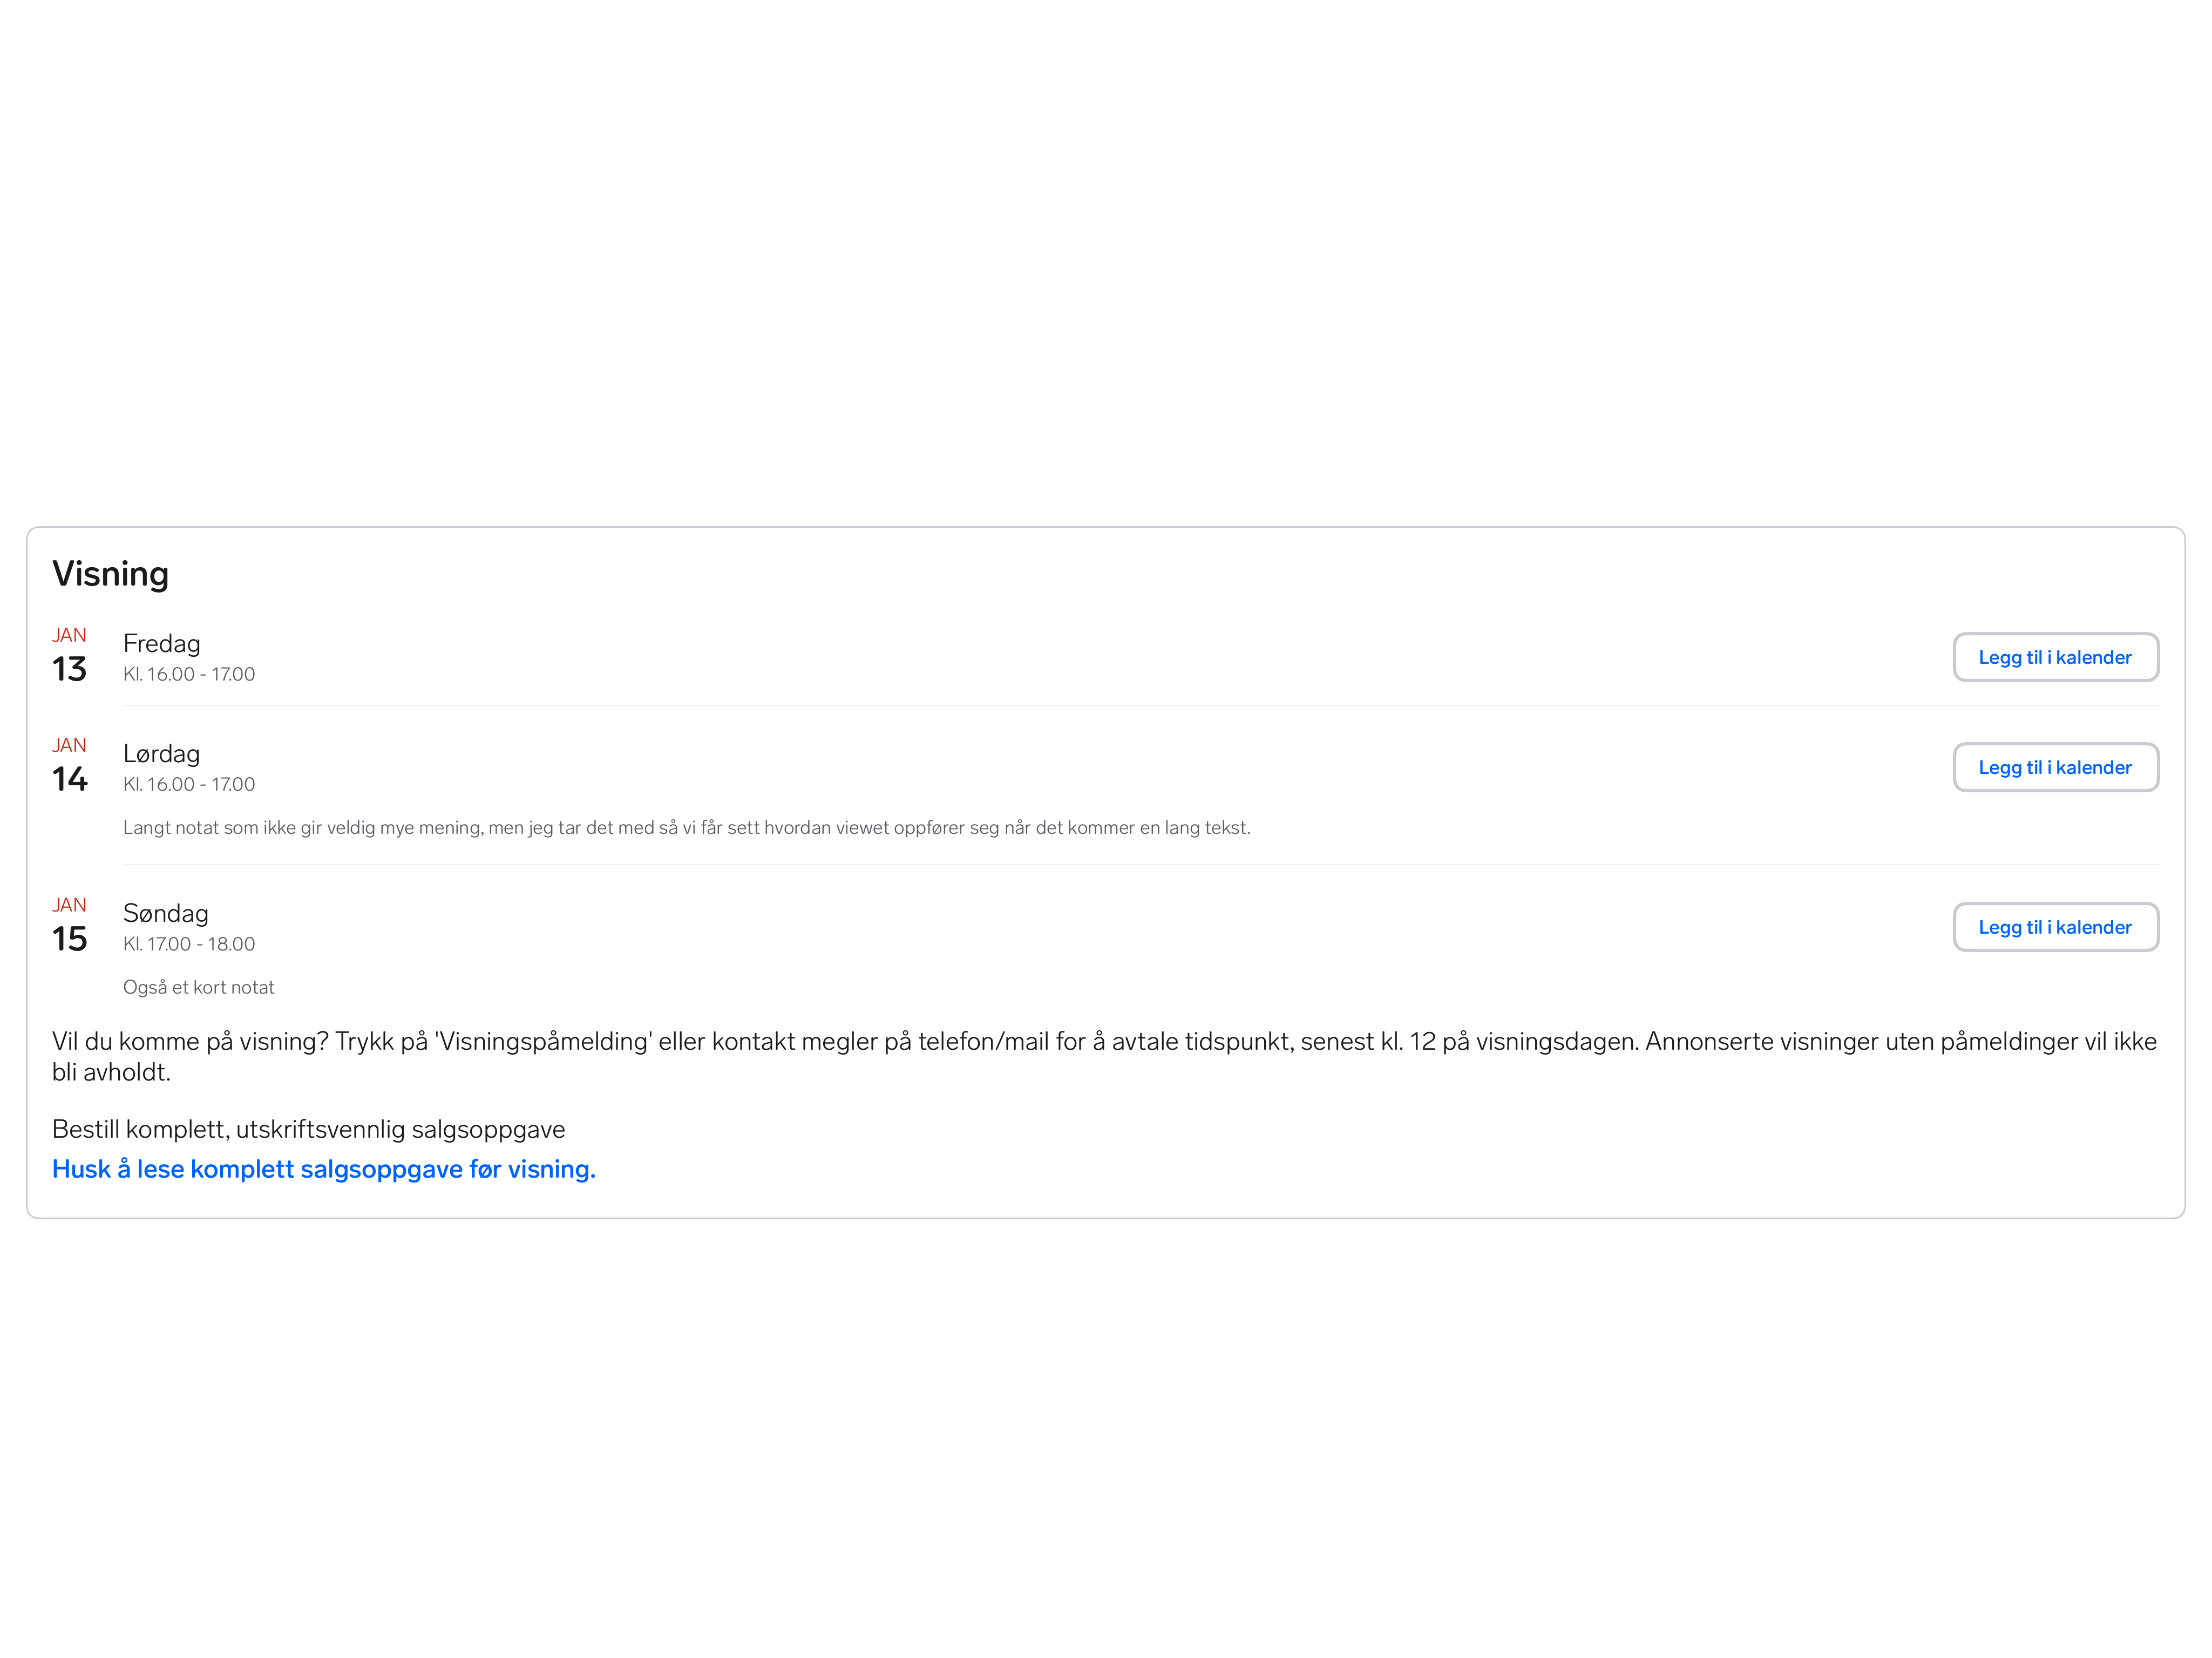 Visning
JAN
13
Fredag
Kl. 16.00 - 17.00
Legg til i kalender
JAN
14
Lørdag
Kl. 16.00 - 17.00
Legg til i kalender
Langt notat som ikke gir veldig mye mening, men jeg tar det med så vi får sett hvordan viewet oppfører seg når det kommer en lang tekst.
JAN
15
Søndag
Kl. 17.00 - 18.00
Legg til i kalender
Også et kort notat
Vil du komme på visning? Trykk på 'Visningspåmelding' eller kontakt megler på telefon/mail for å avtale tidspunkt, senest kl. 12 på visningsdagen. Annonserte visninger uten påmeldinger vil ikke
bli avholdt.
Bestill komplett, utskriftsvennlig salgsoppgave
Husk å lese komplett salgsoppgave før visning.